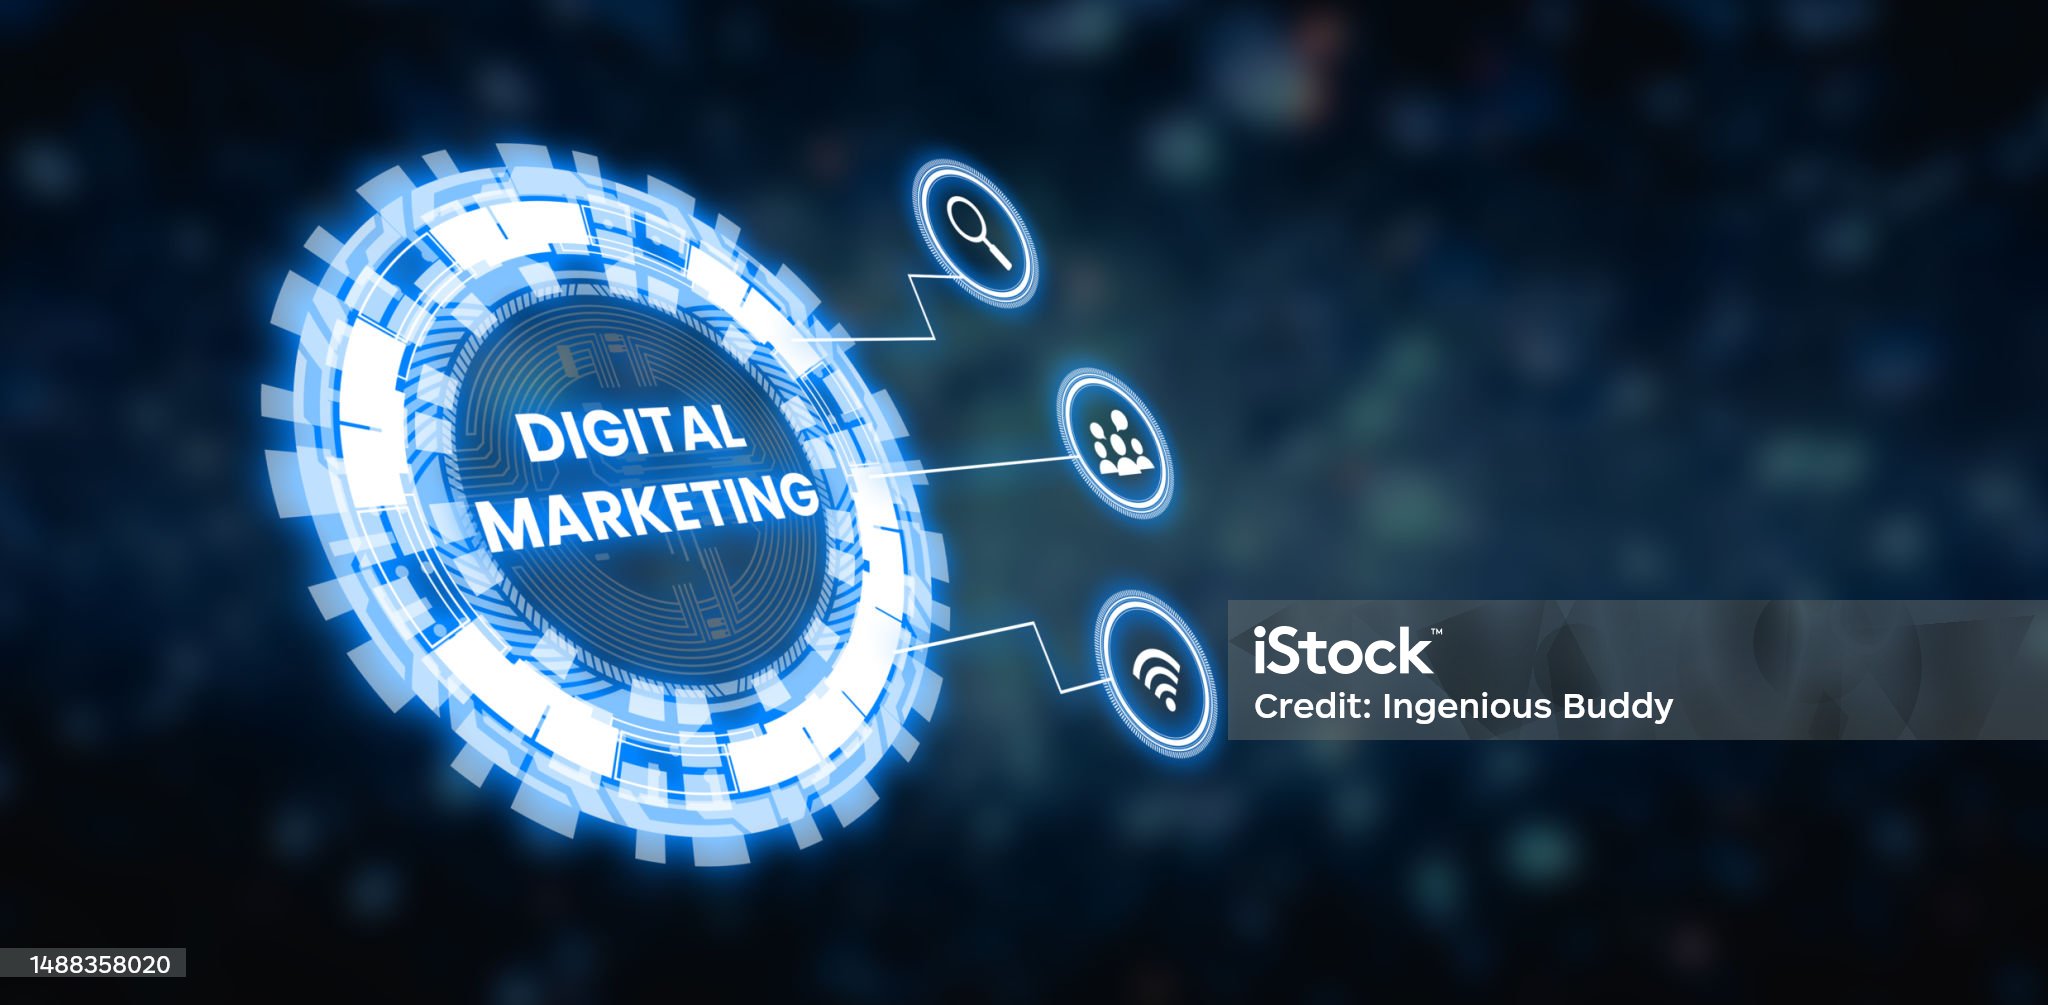 DIGITAL
MARKETING
iStock™
Credit: Ingenious Buddy
1488358020